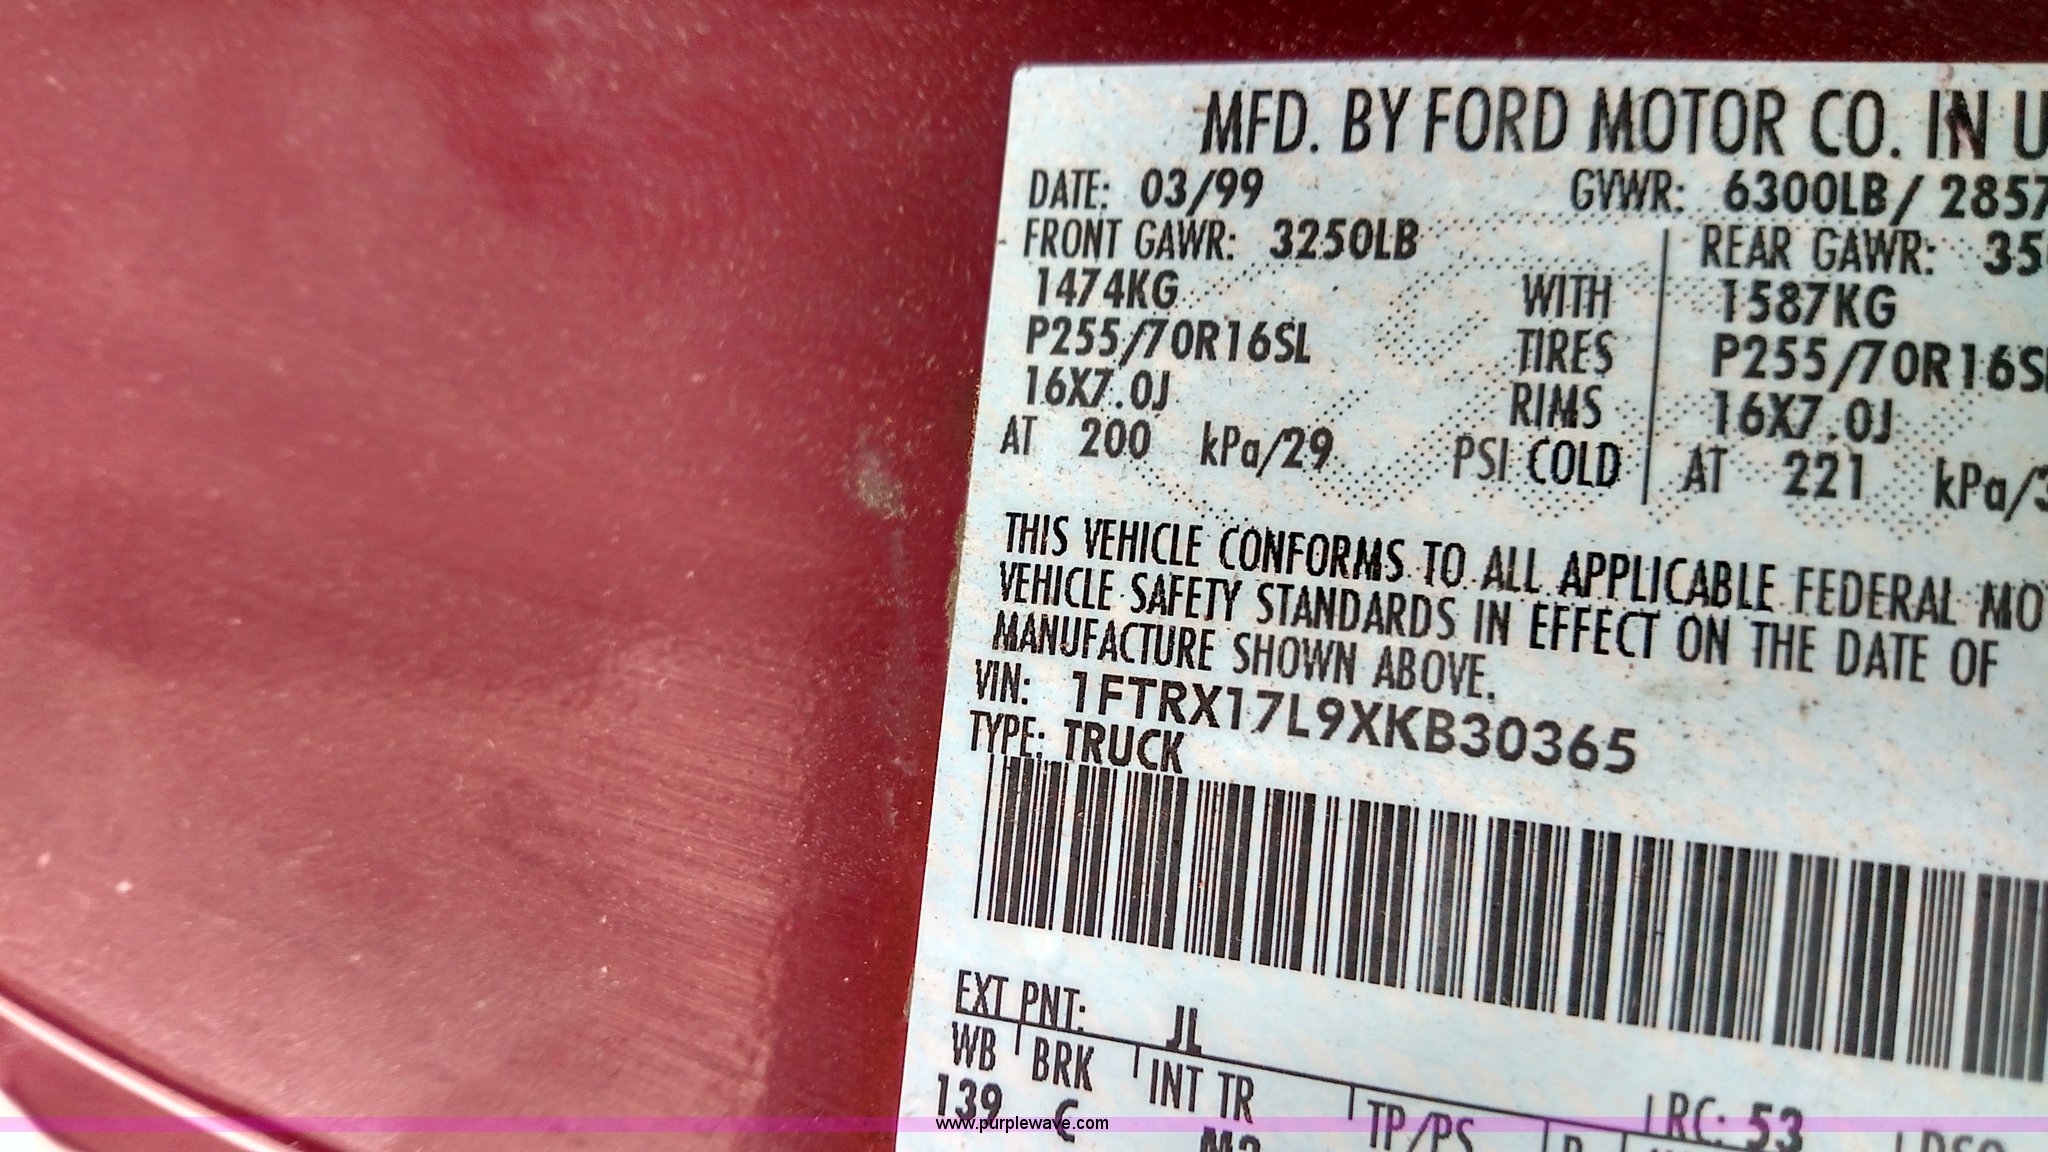 MFD. BY FORD MOTOR CO. IN U
DATE: 03/99 GVWR: 6300LB/ 2857
FRONT GAWR: 3250LB REAR GAWR: 35
1474KG WITH 1587KG
P255/70R16SL TIRES P255/70R16SL
16X7.0J RIMS 16X7.0J
AT 200 kPa/29 PSI COLD AT 221 kPa/3
THIS VEHICLE CONFORMS TO ALL APPLICABLE FEDERAL MO
VEHICLE SAFETY STANDARDS IN EFFECT ON THE DATE OF
MANUFACTURE SHOWN ABOVE.
VIN: 1FTRX17L9XKB30365
TYPE: TRUCK
EXT PNT: JL RC: 53
WB BRK INT TR TP/PS R
139 C
www.purplewave.com